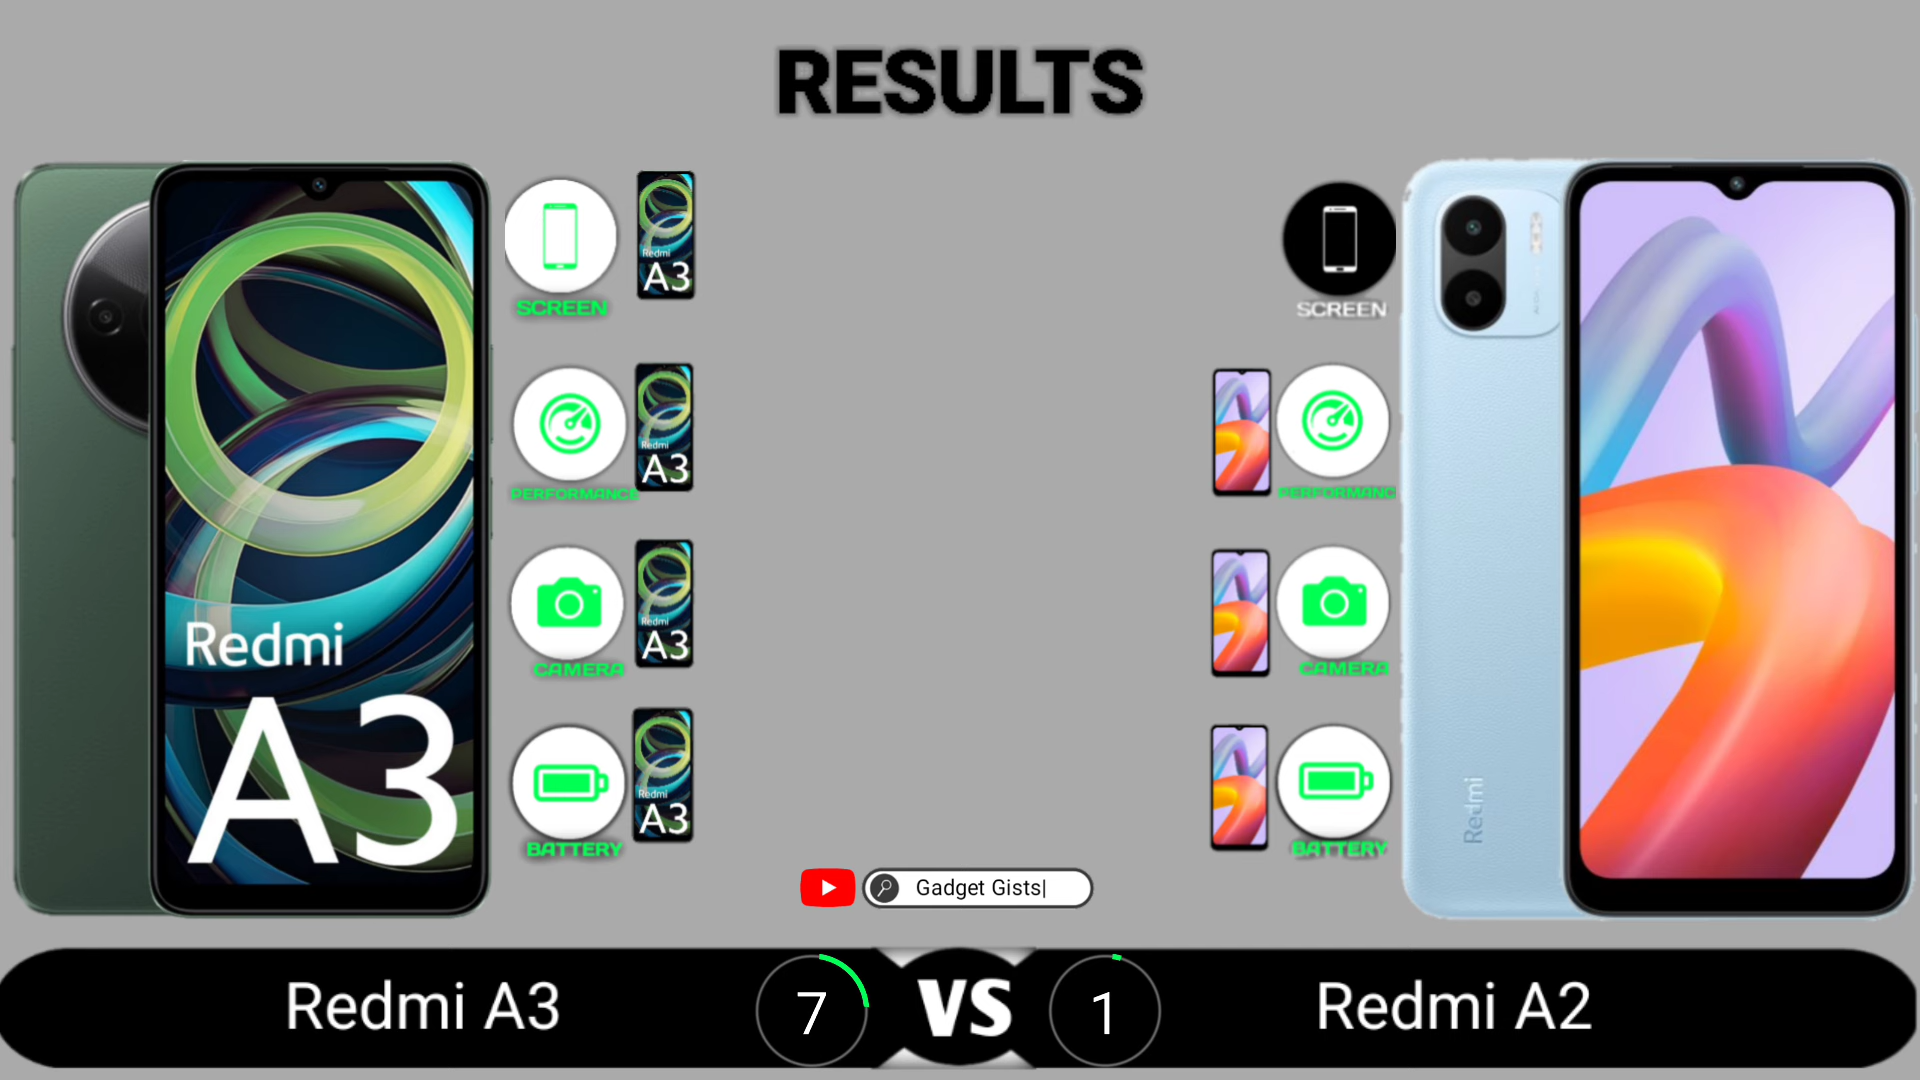 RESULTS
SCREEN
Redmi
A3
SCREEN
PERFORMANCE
Redmi
A3
PERFORMANC
CAMERA
Redmi
A3
CAMERA
BATTERY
Redmi
A3
BATTERY
Redmi
A3
Redmi
Gadget Gists|
Redmi A3
7
VS
1
Redmi A2